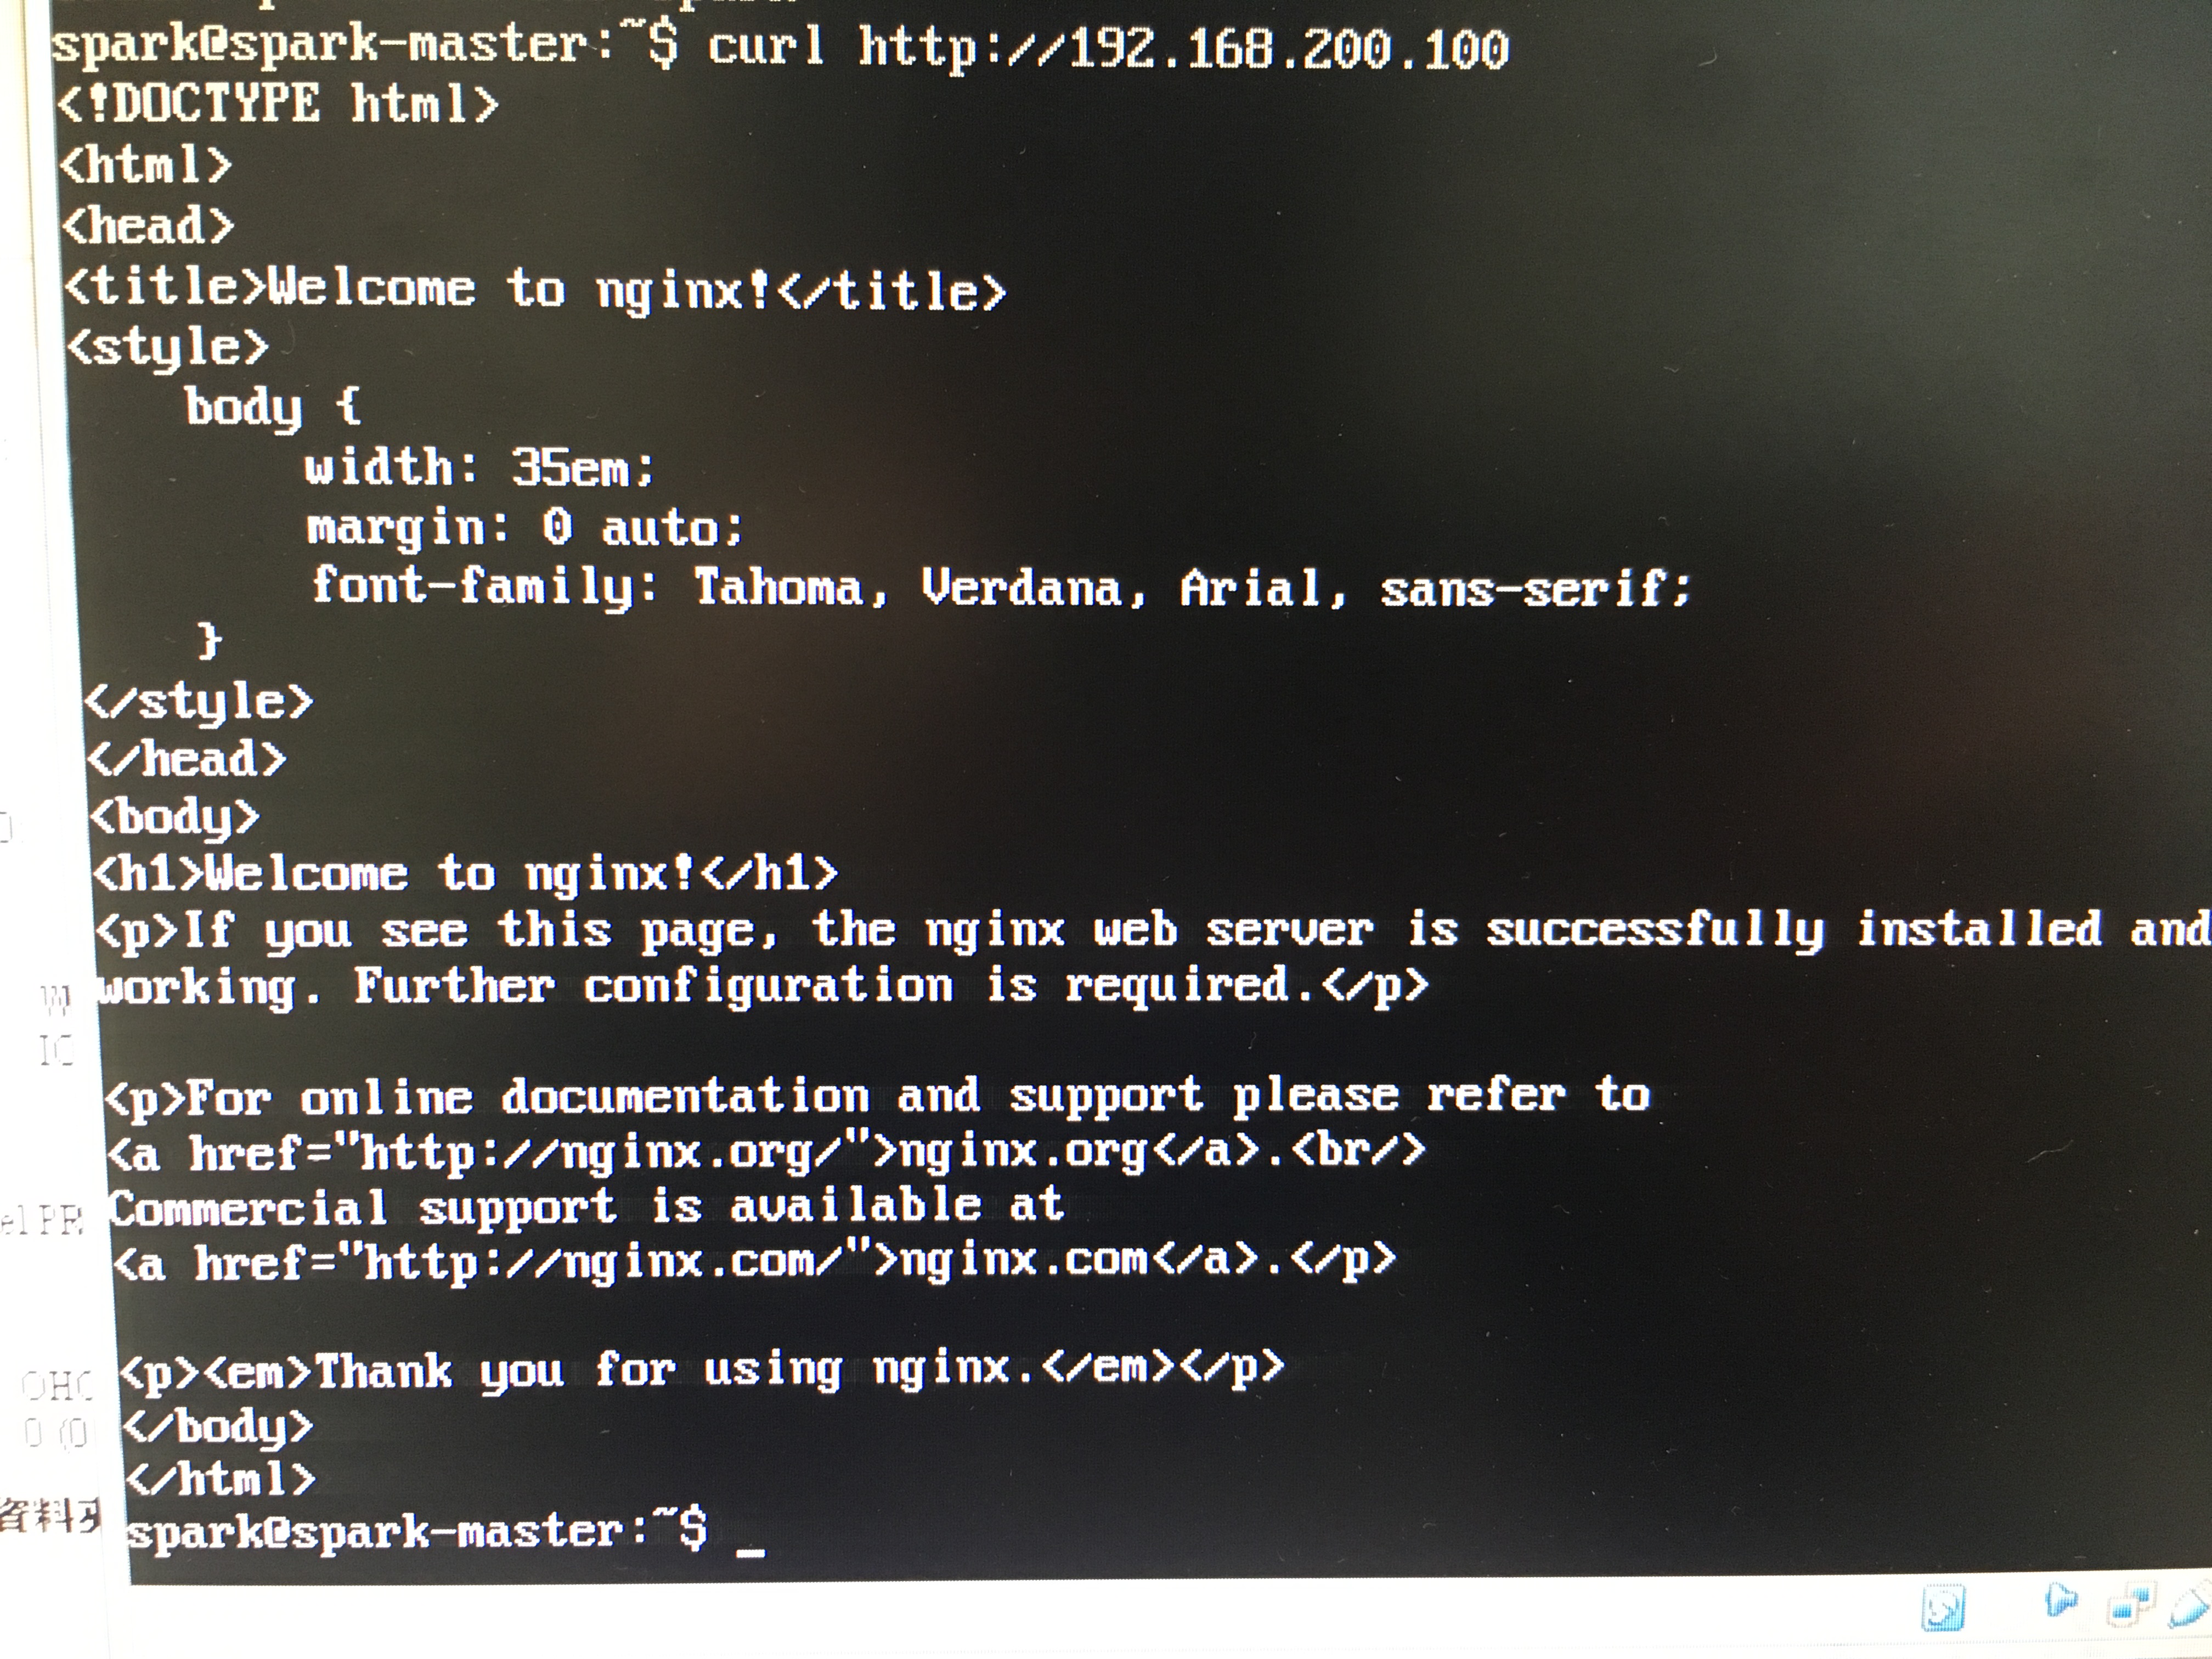 spark@spark-master:~$ curl http://192.168.200.100
<!DOCTYPE html>
<html>
<head>
<title>Welcome to nginx!</title>
<style>
    body {
        width: 35em;
        margin: 0 auto;
        font-family: Tahoma, Verdana, Arial, sans-serif;
    }
</style>
</head>
<body>
<h1>Welcome to nginx!</h1>
<p>If you see this page, the nginx web server is successfully installed and
working. Further configuration is required.</p>

<p>For online documentation and support please refer to
<a href="http://nginx.org/">nginx.org</a>.<br/>
Commercial support is available at
<a href="http://nginx.com/">nginx.com</a>.</p>

<p><em>Thank you for using nginx.</em></p>
</body>
</html>
spark@spark-master:~$ _
資料